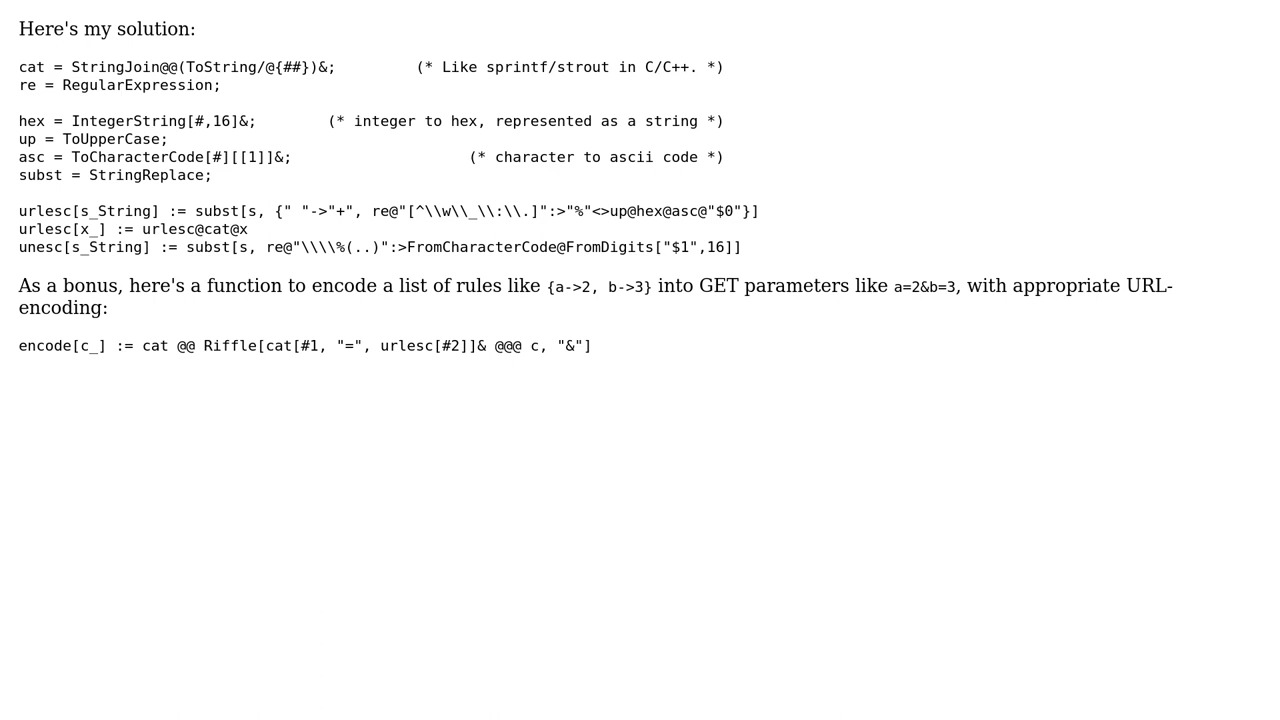 Here's my solution:
cat = StringJoin@@(ToString/@{##})&;         (* Like sprintf/strout in C/C++. *)
re = RegularExpression;
hex = IntegerString[#,16]&;        (* integer to hex, represented as a string *)
up = ToUpperCase;
asc = ToCharacterCode[#][[1]]&;                    (* character to ascii code *)
subst = StringReplace;
urlesc[s_String] := subst[s, {" "->"+", re@"[^\\w\\_\\:\\.]":>"%"<>up@hex@asc@"$0"}]
urlesc[x_] := urlesc@cat@x
unesc[s_String] := subst[s, re@"\\\\%(..)":>FromCharacterCode@FromDigits["$1",16]]
As a bonus, here's a function to encode a list of rules like {a->2, b->3} into GET parameters like a=2&b=3, with appropriate URL-
encoding:
encode[c_] := cat @@ Riffle[cat[#1, "=", urlesc[#2]]& @@@ c, "&"]